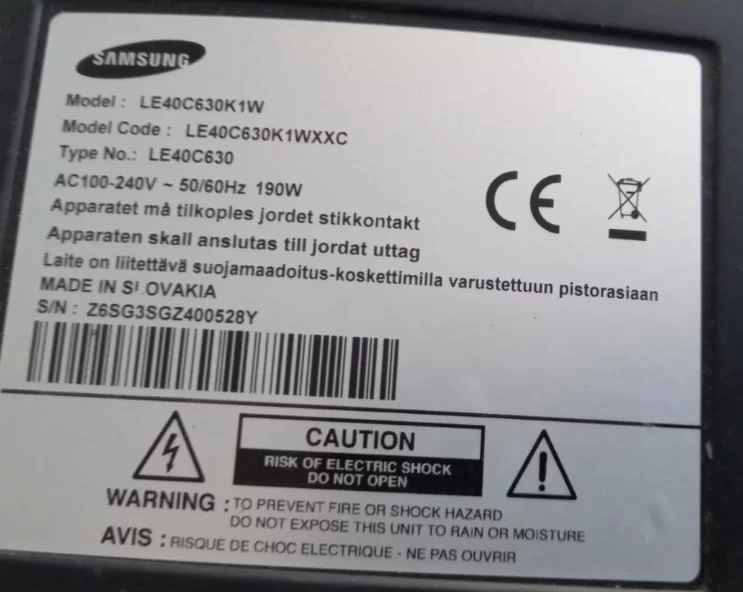 SAMSUNG
Model : LE40C630K1W
Model Code : LE40C630K1WXXC
Type No.: LE40C630
AC100-240V ~ 50/60Hz 190W
Apparatet må tilkoples jordet stikkontakt
Apparaten skall anslutas till jordat uttag
Laite on liitettävä suojamaadoitus-koskettimilla varustettuun pistorasiaan
MADE IN SLOVAKIA
S/N : Z6SG3SGZ400528Y
CE
CAUTION
RISK OF ELECTRIC SHOCK
DO NOT OPEN
WARNING : TO PREVENT FIRE OR SHOCK HAZARD
DO NOT EXPOSE THIS UNIT TO RAIN OR MOISTURE
AVIS : RISQUE DE CHOC ELECTRIQUE - NE PAS OUVRIR